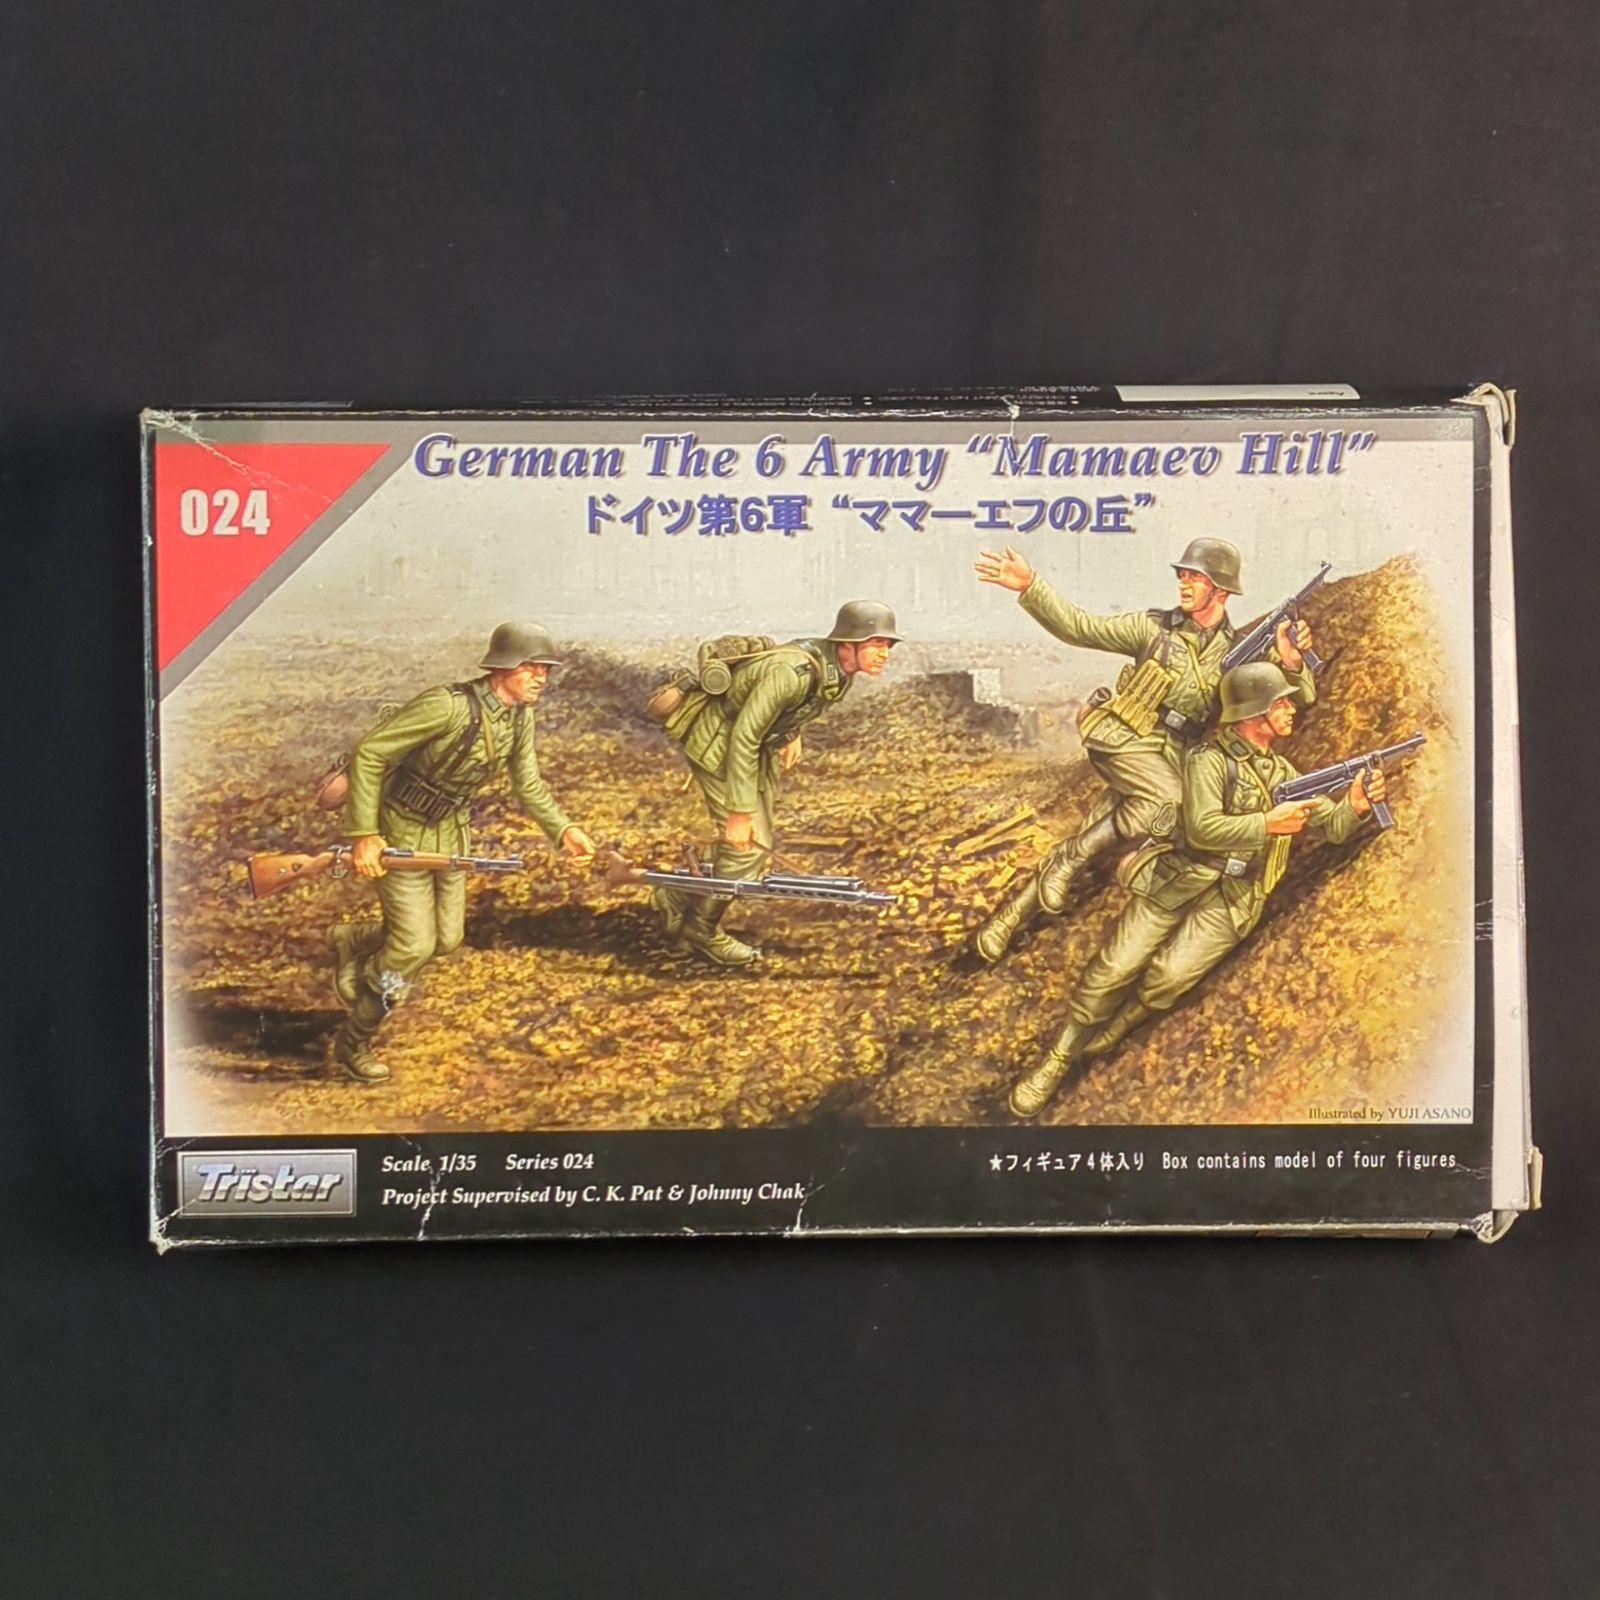 German The 6 Army “Mamaev Hill”
ドイツ第6軍 “ママーエフの丘”
024
Illustrated by YUJI ASANO
Tristar
Scale 1/35 Series 024
Project Supervised by C. K. Pat & Johnny Chak
★フィギュア4体入り Box contains model of four figures